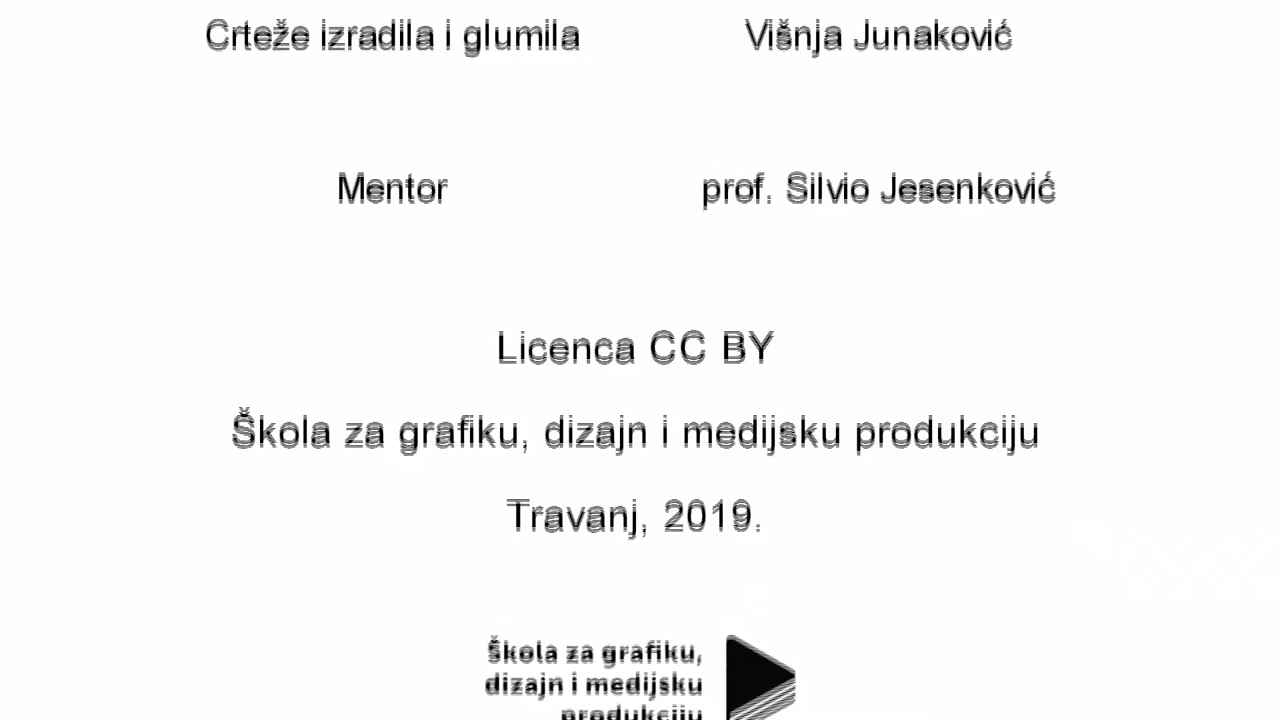 Crteže izradila i glumila Višnja Junaković
Mentor prof. Silvio Jesenković
Licenca CC BY
Škola za grafiku, dizajn i medijsku produkciju
Travanj, 2019.
Škola za grafiku,
dizajn i medijsku
produkciju